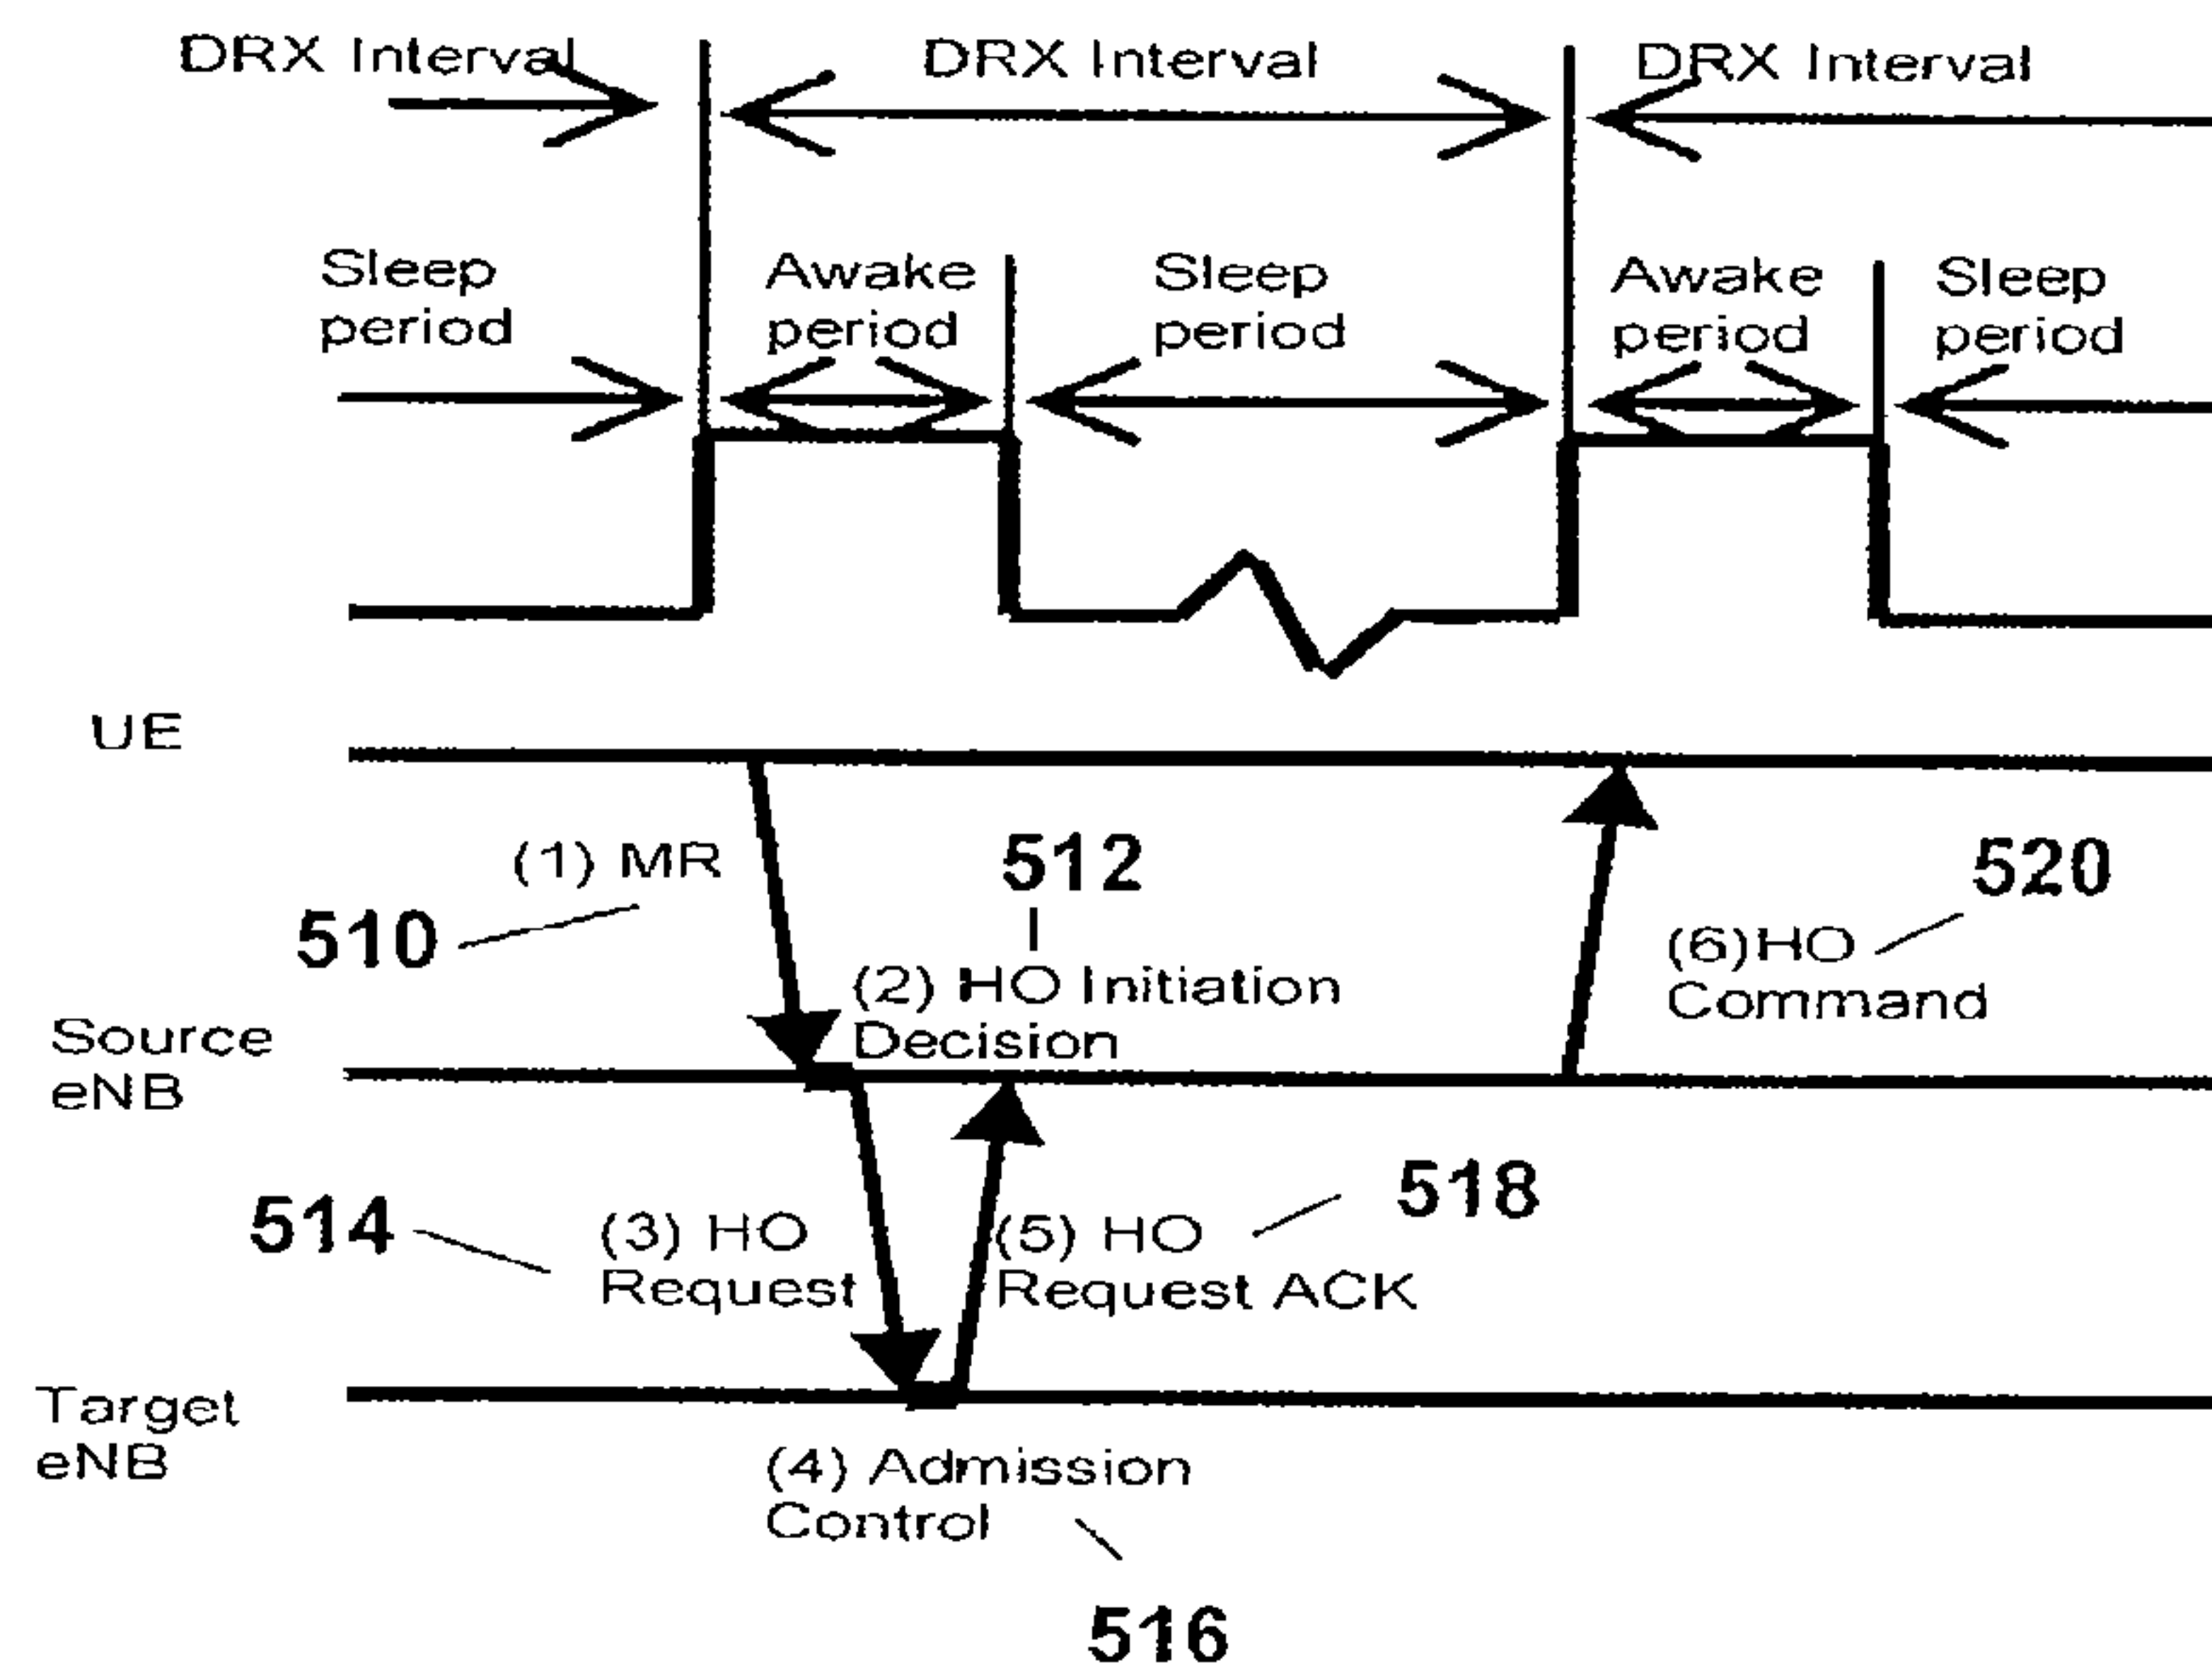 DRX Interval
DRX Interval
DRX Interval
Sleep
period
Awake
period
Sleep
period
Awake
period
Sleep
period
UE
(1) MR
510
512
(2) HO Initiation
Decision
520
(6)HO
Command
Source
eNB
514
(3) HO
Request
(5) HO
Request ACK
518
Target
eNB
(4) Admission
Control
516